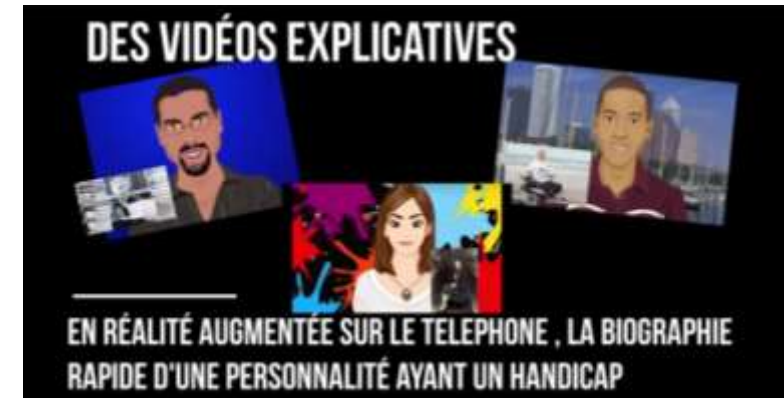 DES VIDÉOS EXPLICATIVES
EN RÉALITÉ AUGMENTÉE SUR LE TELEPHONE , LA BIOGRAPHIE
RAPIDE D'UNE PERSONNALITÉ AYANT UN HANDICAP